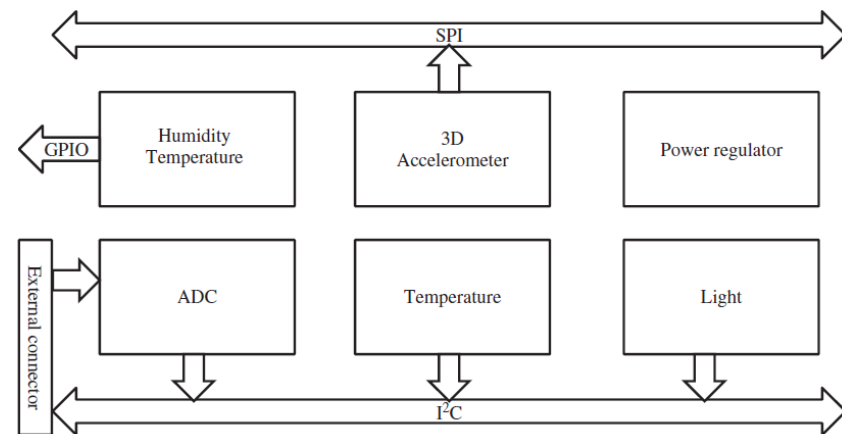 SPI
Humidity
Temperature
3D
Accelerometer
Power regulator
GPIO
External connector
ADC
Temperature
Light
I²C